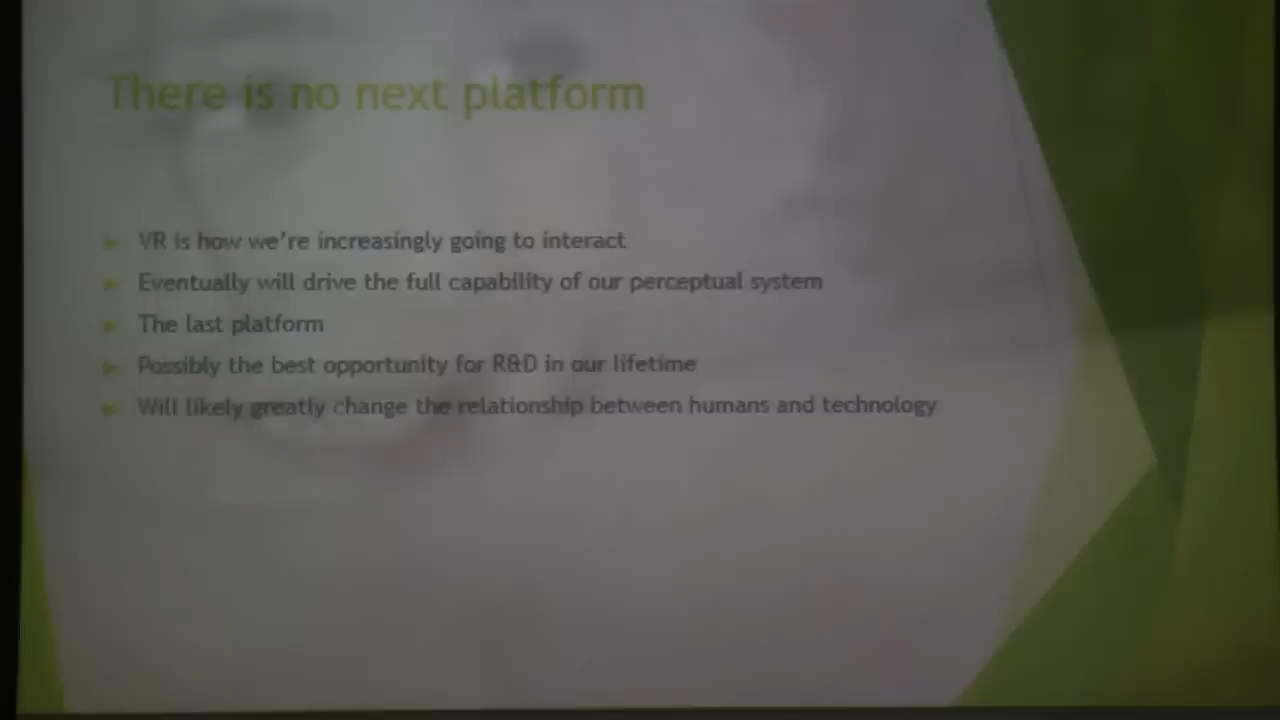 There is no next platform
VR is how we're increasingly going to interact
Eventually will drive the full capability of our perceptual system
The last platform
Possibly the best opportunity for R&D in our lifetime
Will likely greatly change the relationship between humans and technology